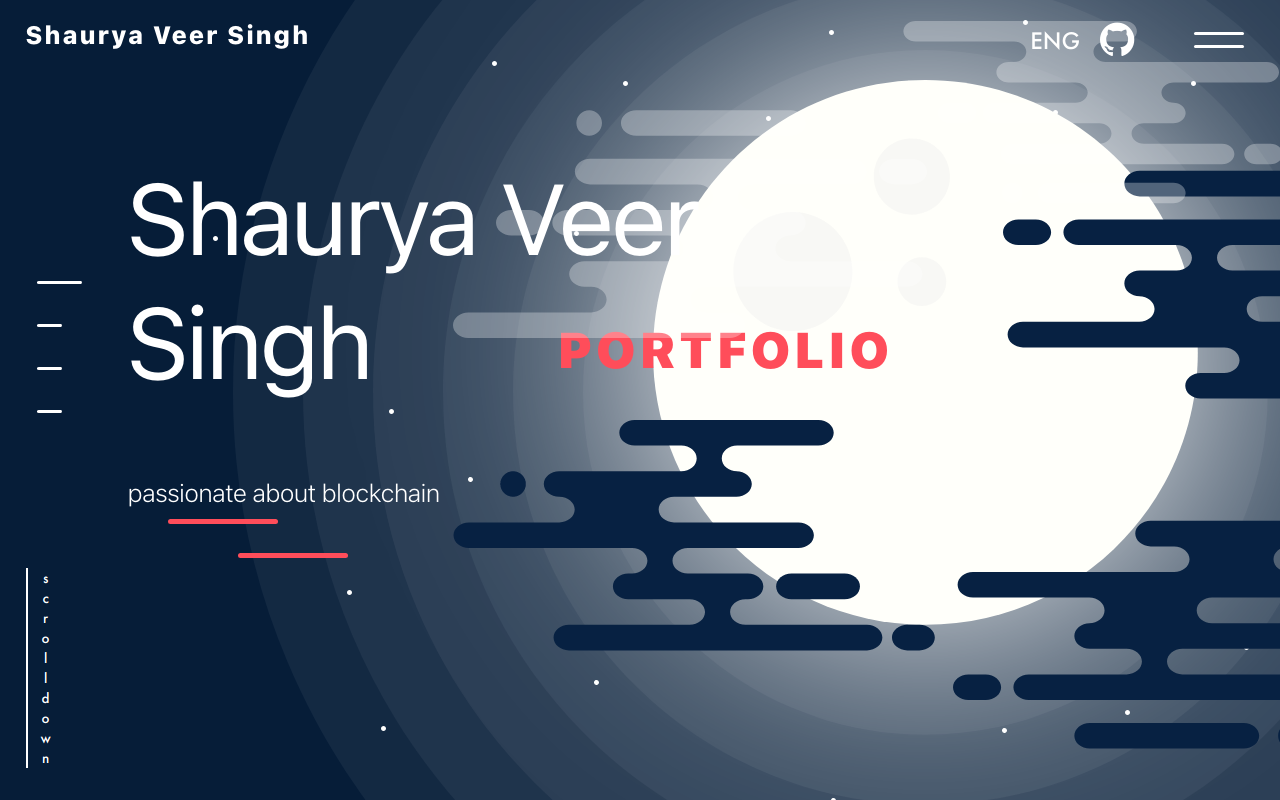 Shaurya Veer Singh
ENG
Shaurya Veer
Singh
PORTFOLIO
passionate about blockchain
scrolldown